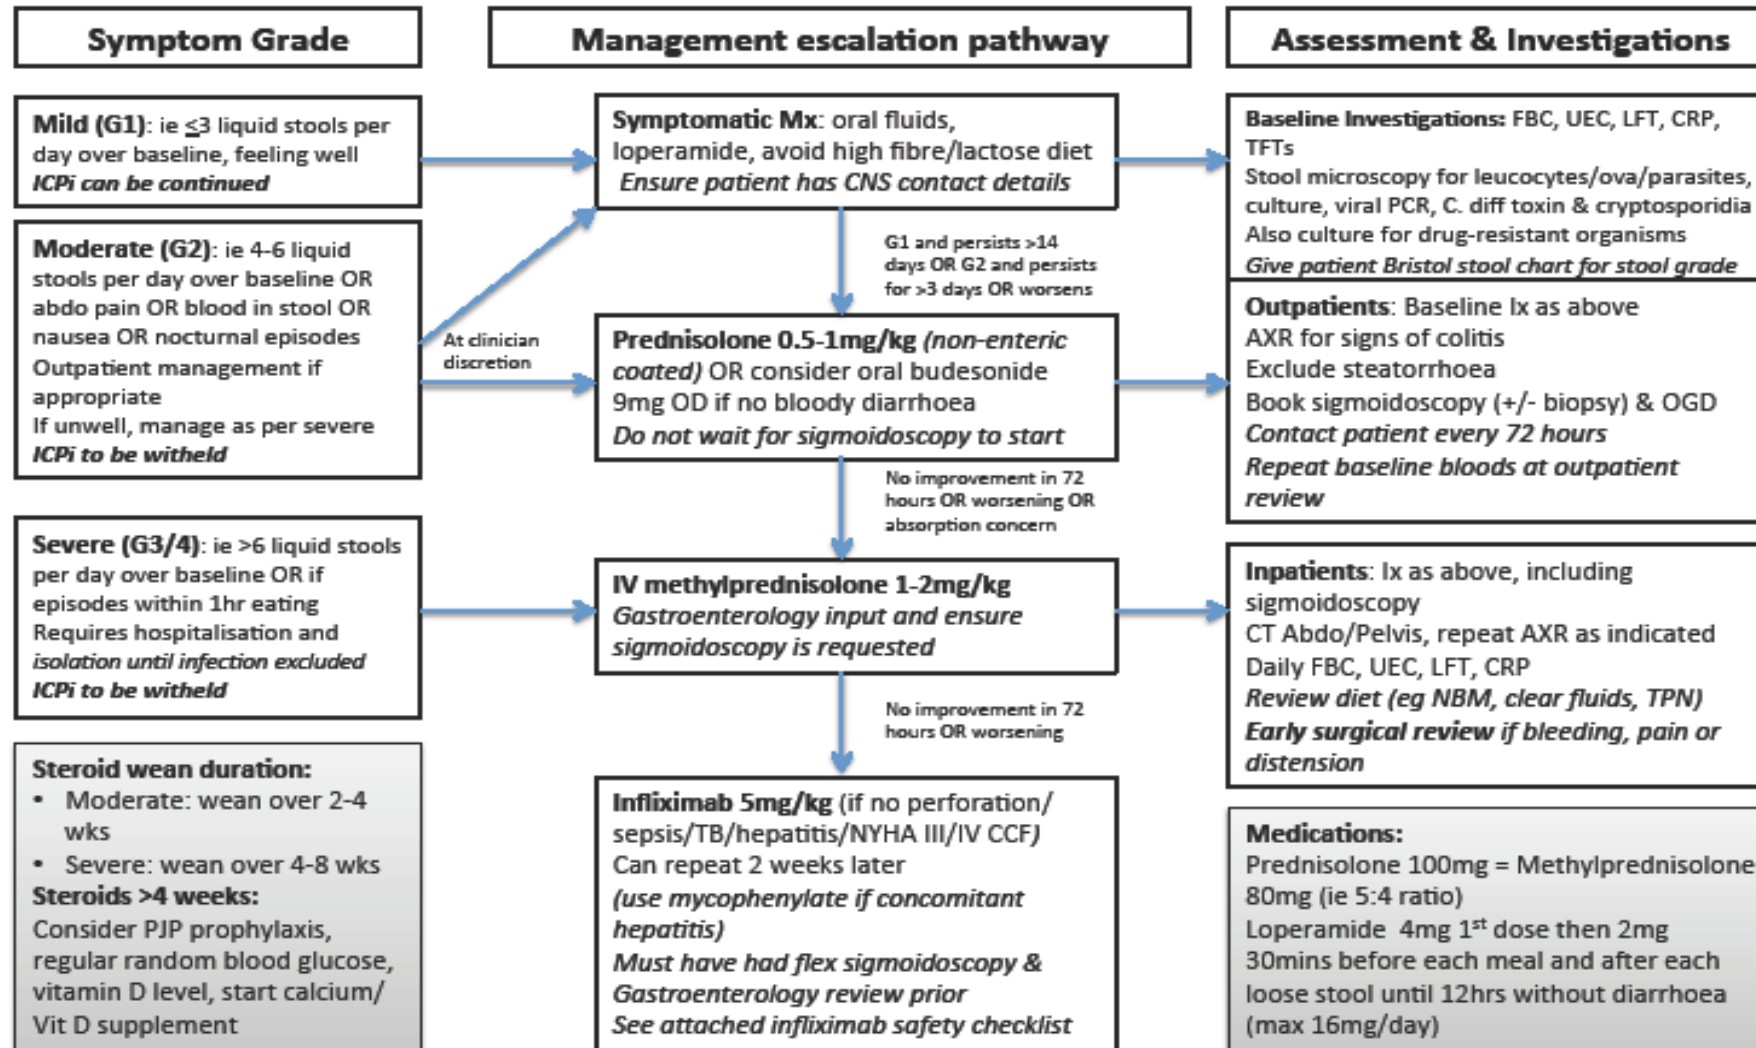 Symptom Grade
Management escalation pathway
Assessment & Investigations
Mild (G1): ie ≤3 liquid stools per
day over baseline, feeling well
ICPi can be continued
Moderate (G2): ie 4-6 liquid
stools per day over baseline OR
abdo pain OR blood in stool OR
nausea OR nocturnal episodes
Outpatient management if
appropriate
If unwell, manage as per severe
ICPi to be witheld
Severe (G3/4): ie >6 liquid stools
per day over baseline OR if
episodes within 1hr eating
Requires hospitalisation and
isolation until infection excluded
ICPi to be witheld
Steroid wean duration:
• Moderate: wean over 2-4
wks
• Severe: wean over 4-8 wks
Steroids >4 weeks:
Consider PJP prophylaxis,
regular random blood glucose,
vitamin D level, start calcium/
Vit D supplement
At clinician
discretion
Symptomatic Mx: oral fluids,
loperamide, avoid high fibre/lactose diet
Ensure patient has CNS contact details
G1 and persists >14
days OR G2 and persists
for >3 days OR worsens
Prednisolone 0.5-1mg/kg (non-enteric
coated) OR consider oral budesonide
9mg OD if no bloody diarrhoea
Do not wait for sigmoidoscopy to start
No improvement in 72
hours OR worsening OR
absorption concern
IV methylprednisolone 1-2mg/kg
Gastroenterology input and ensure
sigmoidoscopy is requested
No improvement in 72
hours OR worsening
Infliximab 5mg/kg (if no perforation/
sepsis/TB/hepatitis/NYHA III/IV CCF)
Can repeat 2 weeks later
(use mycophenylate if concomitant
hepatitis)
Must have had flex sigmoidoscopy &
Gastroenterology review prior
See attached infliximab safety checklist
Baseline Investigations: FBC, UEC, LFT, CRP,
TFTs
Stool microscopy for leucocytes/ova/parasites,
culture, viral PCR, C. diff toxin & cryptosporidia
Also culture for drug-resistant organisms
Give patient Bristol stool chart for stool grade
Outpatients: Baseline Ix as above
AXR for signs of colitis
Exclude steatorrhoea
Book sigmoidoscopy (+/- biopsy) & OGD
Contact patient every 72 hours
Repeat baseline bloods at outpatient
review
Inpatients: Ix as above, including
sigmoidoscopy
CT Abdo/Pelvis, repeat AXR as indicated
Daily FBC, UEC, LFT, CRP
Review diet (eg NBM, clear fluids, TPN)
Early surgical review if bleeding, pain or
distension
Medications:
Prednisolone 100mg = Methylprednisolone
80mg (ie 5:4 ratio)
Loperamide 4mg 1st dose then 2mg
30mins before each meal and after each
loose stool until 12hrs without diarrhoea
(max 16mg/day)